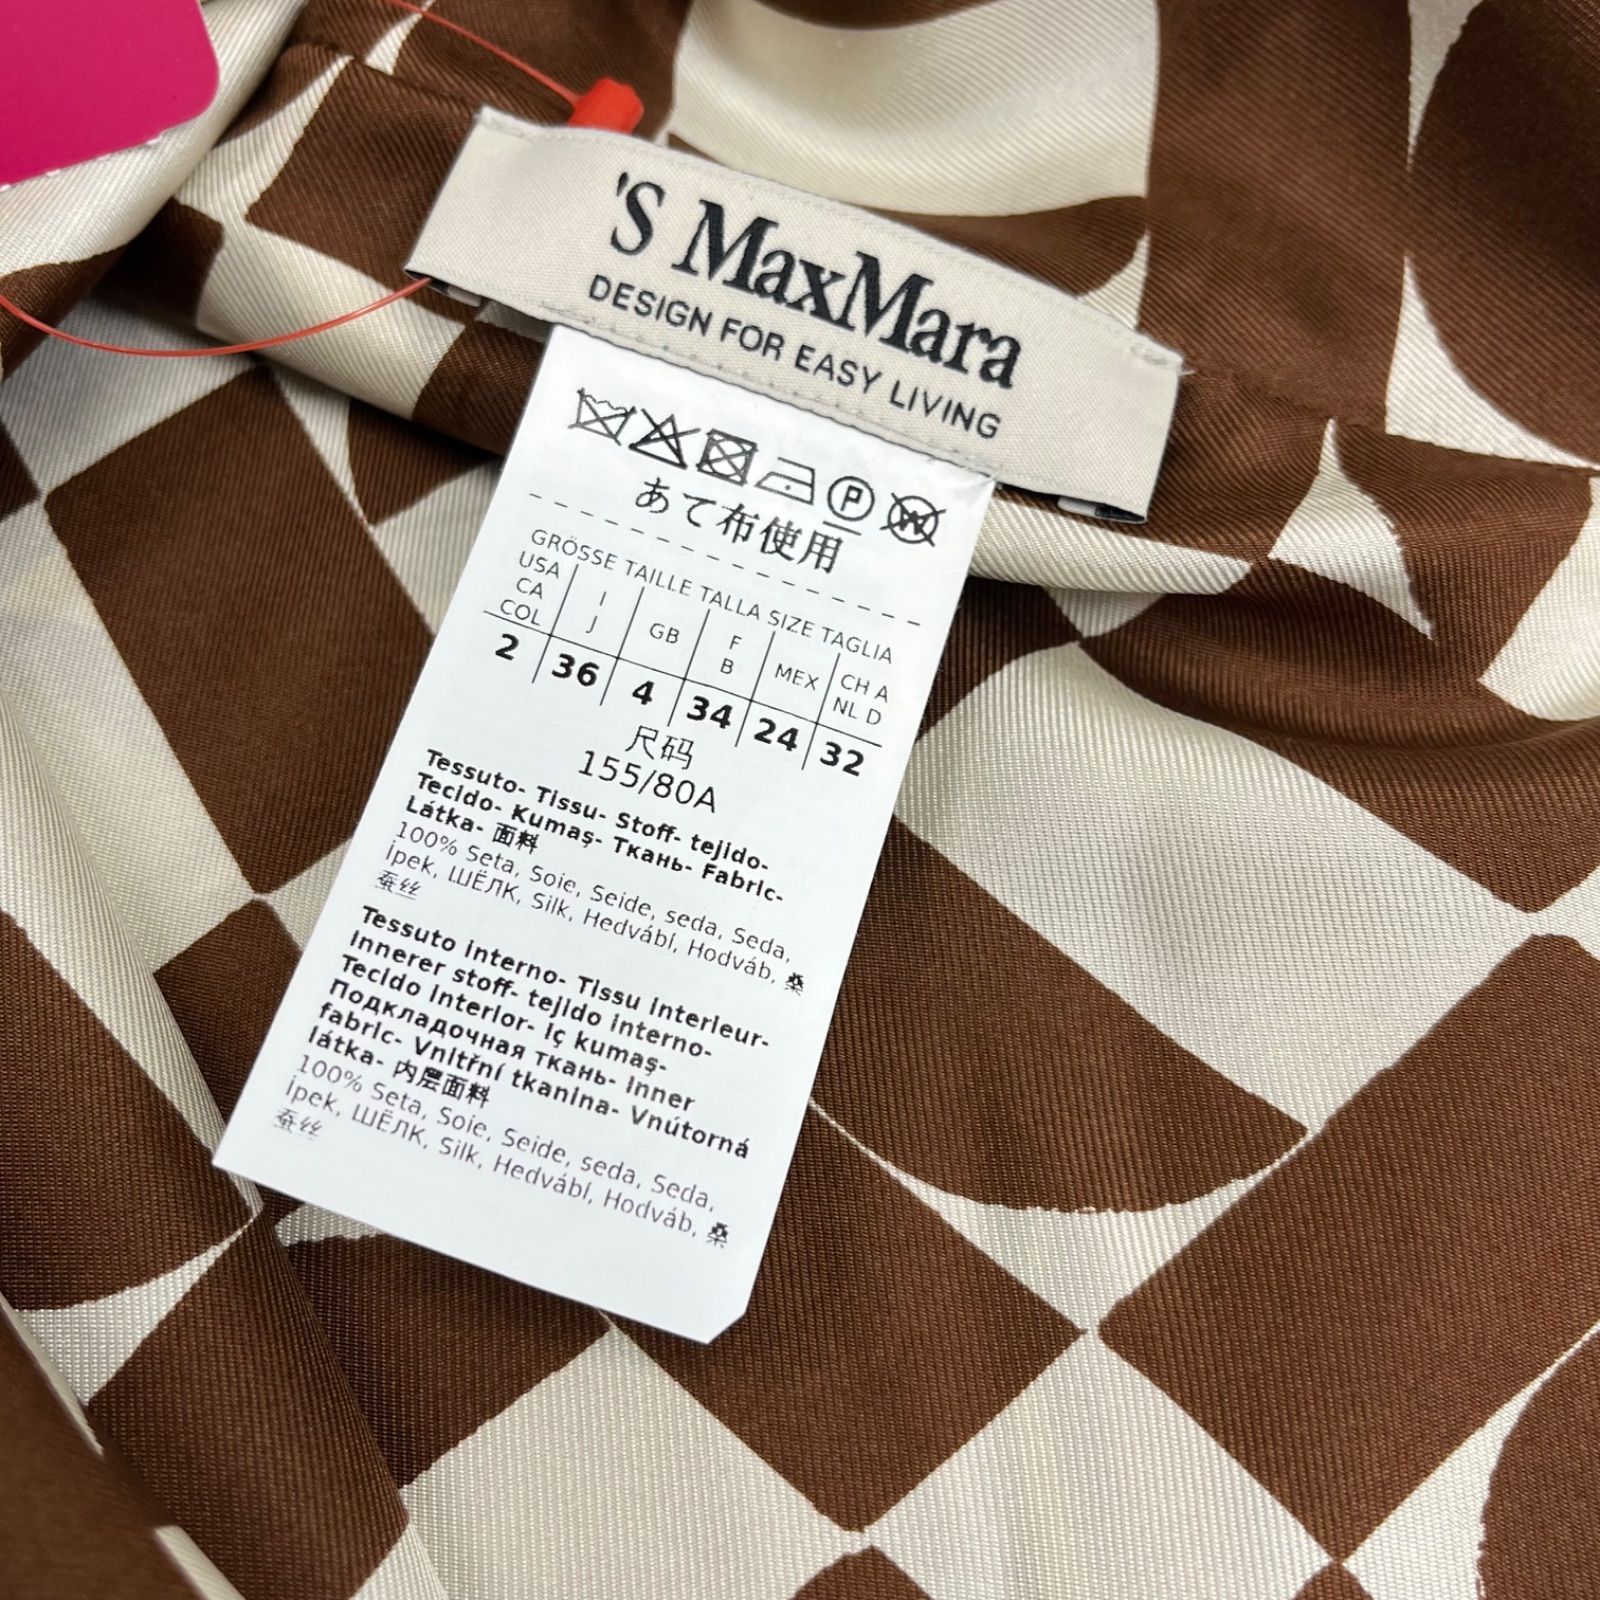 'S MaxMara
DESIGN FOR EASY LIVING
P W
あて布使用
GRÖSSE TAILLE TALLA SIZE TAGLIA
USA CA COL I J GB F B MEX CH A NL D
2 36 4 34 24 32
尺码
155/80A
Tessuto- Tissu- Stoff- tejido-
Tecido- Kumaş- Ткань- Fabric-
Látka- 面料
100% Seta, Soie, Seide, seda, Seda,
İpek, ШЁЛК, Silk, Hedvábí, Hodváb, 桑
蚕丝
Tessuto interno- Tissu interieur-
Innerer stoff- tejido interno-
Tecido interior- Iç kumaş-
Подкладочная ткань- Inner
fabric- Vnitřní tkanina- Vnútorná
látka- 内层面料
100% Seta, Soie, Seide, seda, Seda,
İpek, ШЁЛК, Silk, Hedvábí, Hodváb, 桑
蚕丝